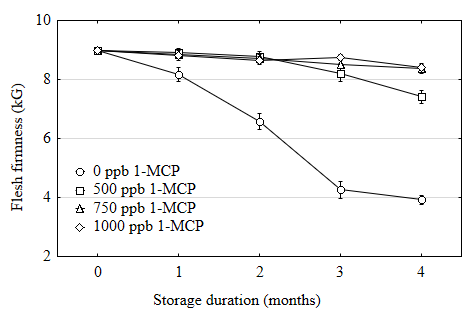 10
8
6
4
2
Flesh firmness (kG)
0 ppb 1-MCP
500 ppb 1-MCP
750 ppb 1-MCP
1000 ppb 1-MCP
0 1 2 3 4
Storage duration (months)